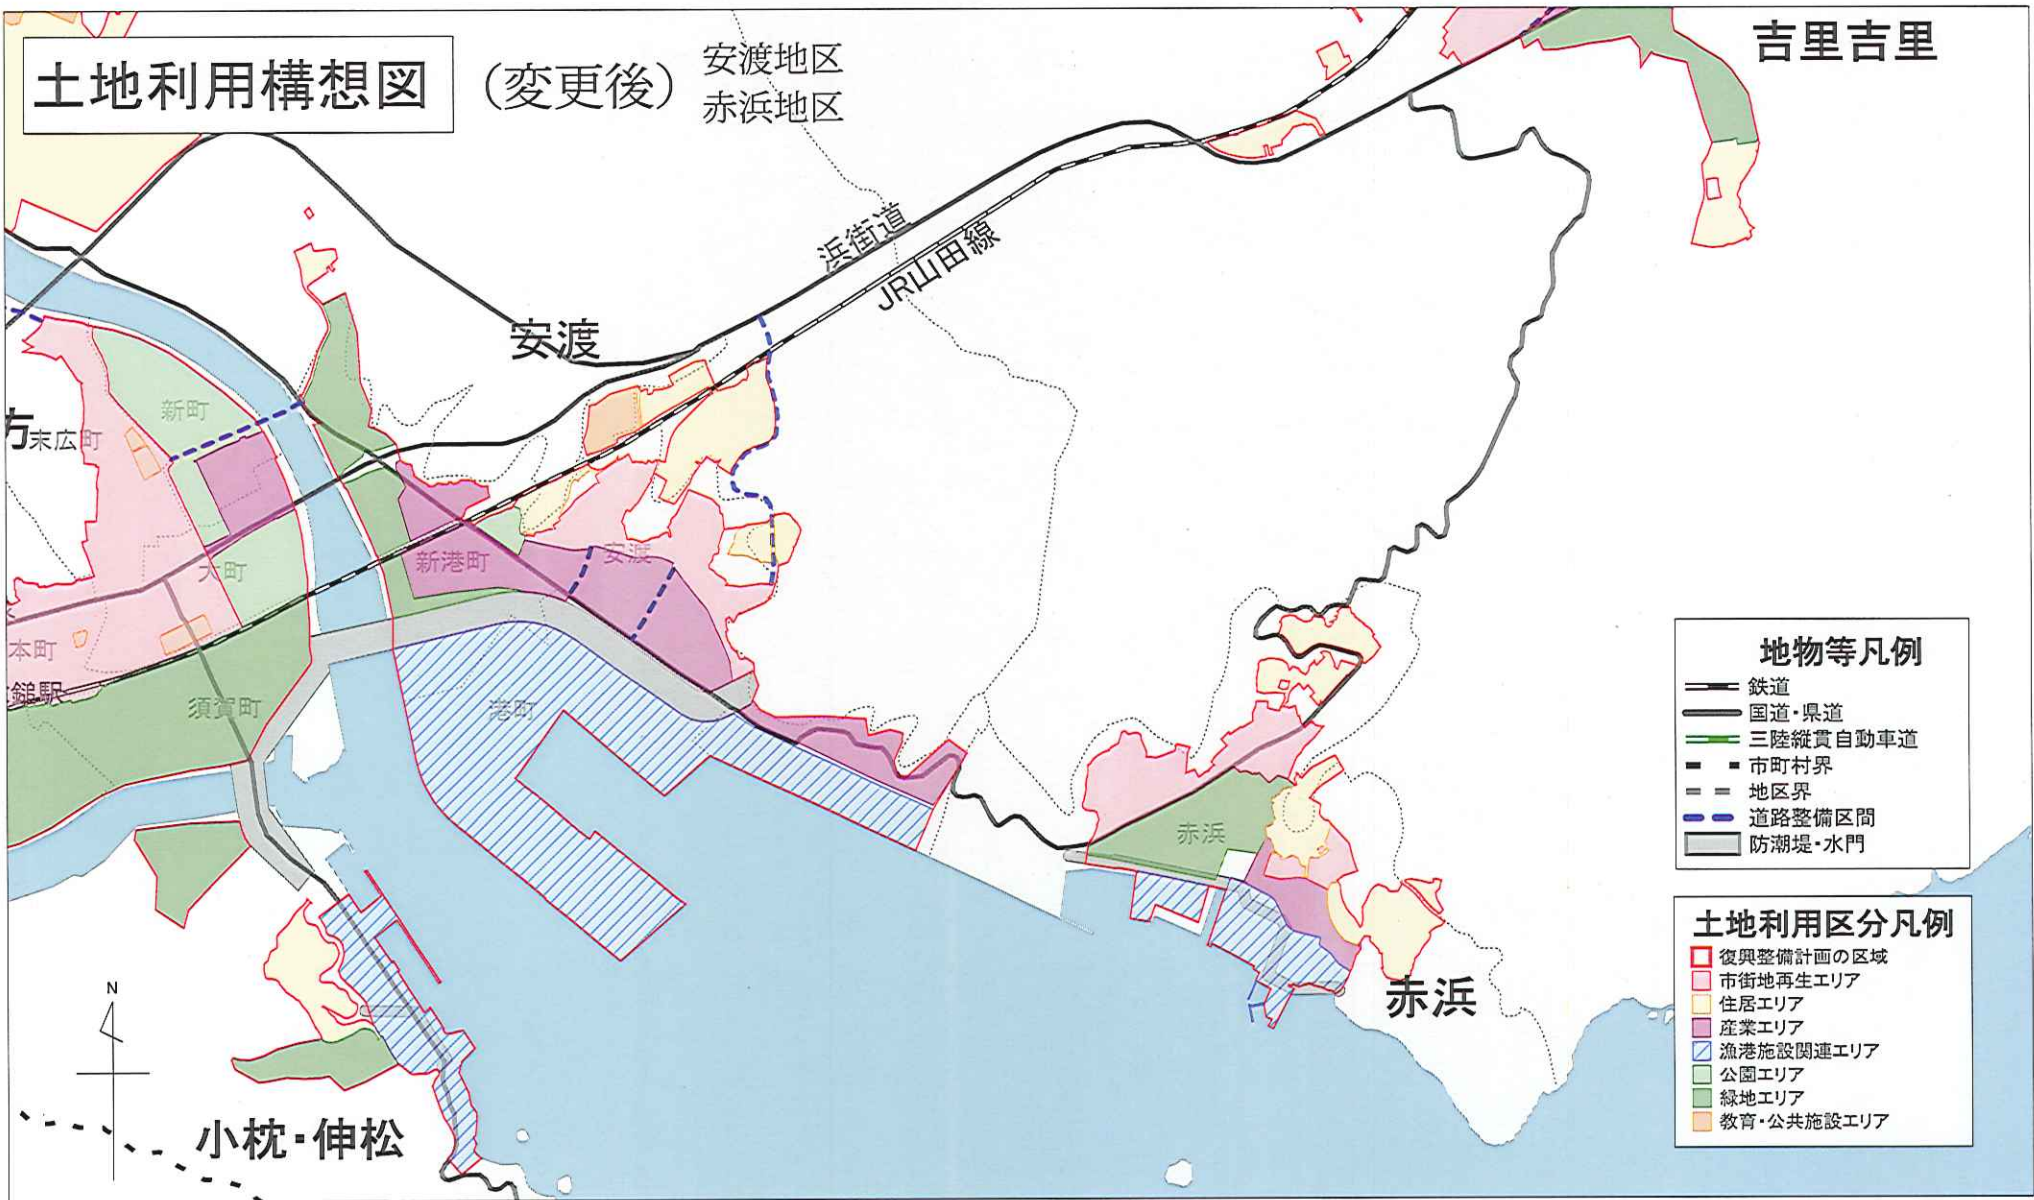 土地利用構想図
(変更後)
安渡地区
赤浜地区
吉里吉里
浜街道
JR山田線
安渡
新町
方
末広町
大町
新港町
安渡
本町
鎚駅
須賀町
港町
赤浜
赤浜
小枕・伸松
N
地物等凡例
鉄道
国道・県道
三陸縦貫自動車道
市町村界
地区界
道路整備区間
防潮堤・水門
土地利用区分凡例
復興整備計画の区域
市街地再生エリア
住居エリア
産業エリア
漁港施設関連エリア
公園エリア
緑地エリア
教育・公共施設エリア